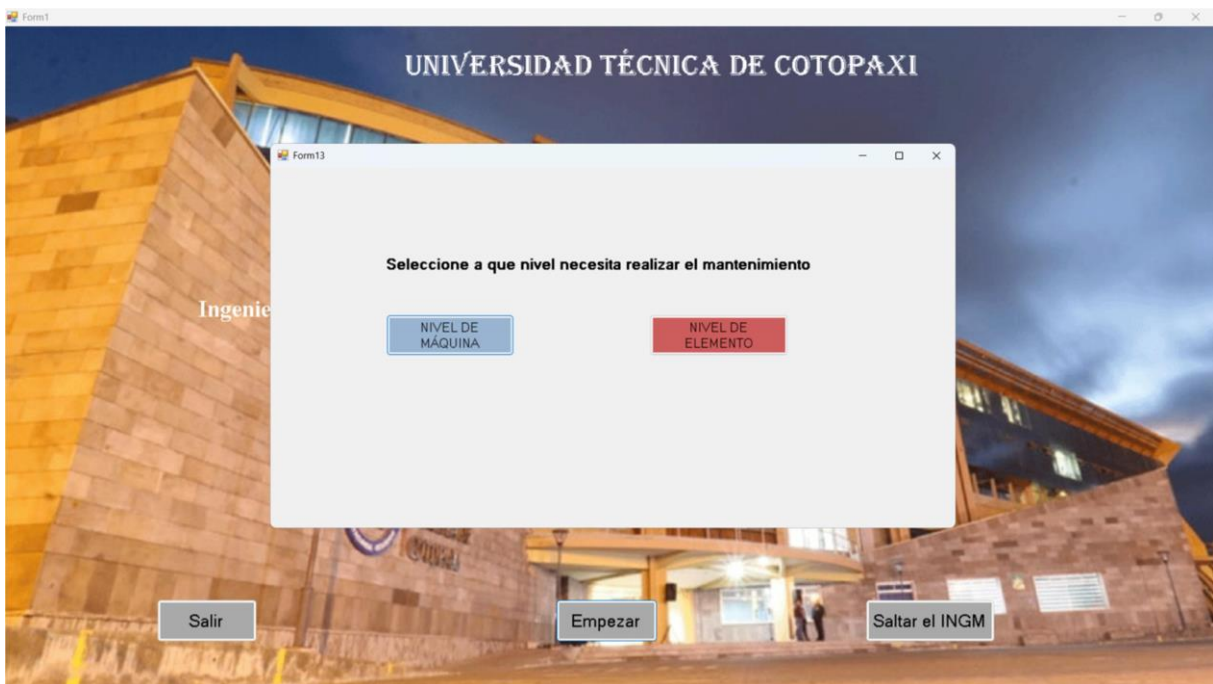 Form1
UNIVERSIDAD TÉCNICA DE COTOPAXI
Form13
Seleccione a que nivel necesita realizar el mantenimiento
Ingenie
NIVEL DE
MÁQUINA
NIVEL DE
ELEMENTO
Salir
Empezar
Saltar el INGM